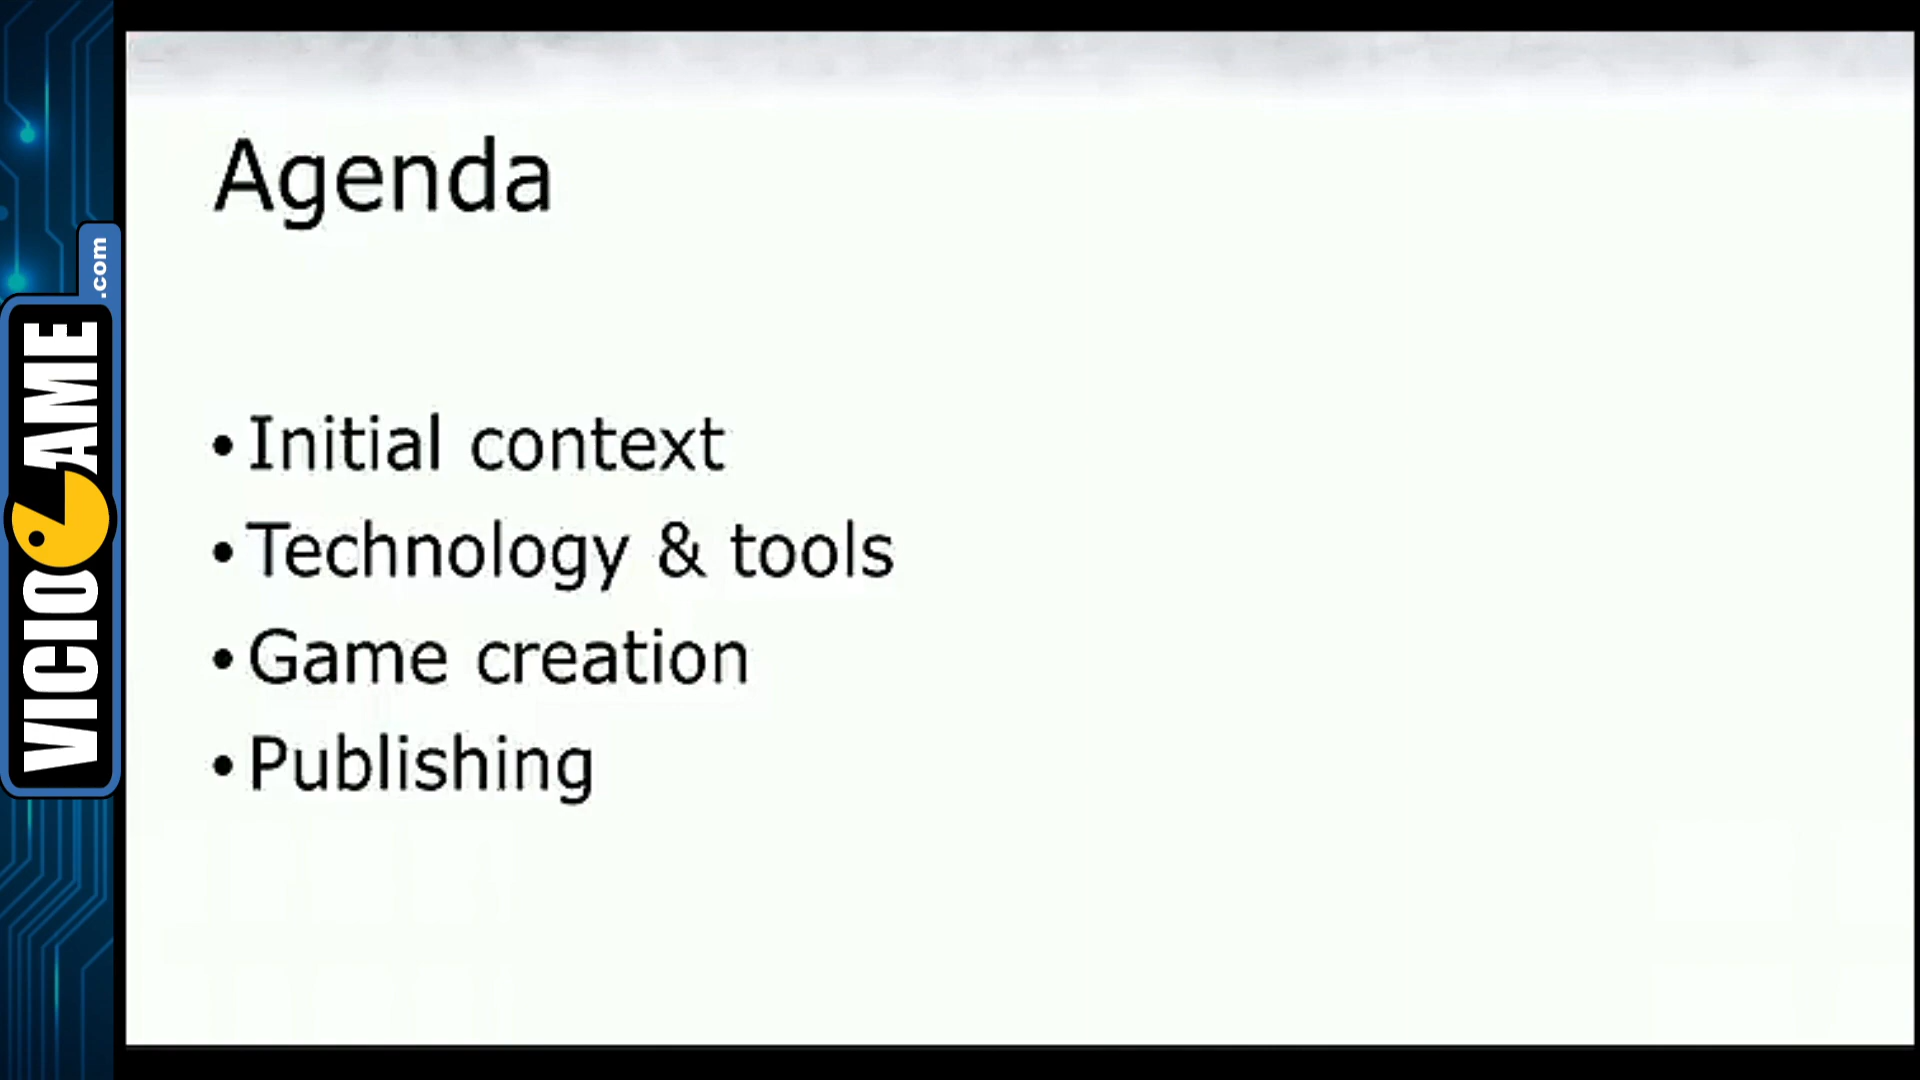 Agenda
• Initial context
• Technology & tools
• Game creation
• Publishing
VICIOGAME.com